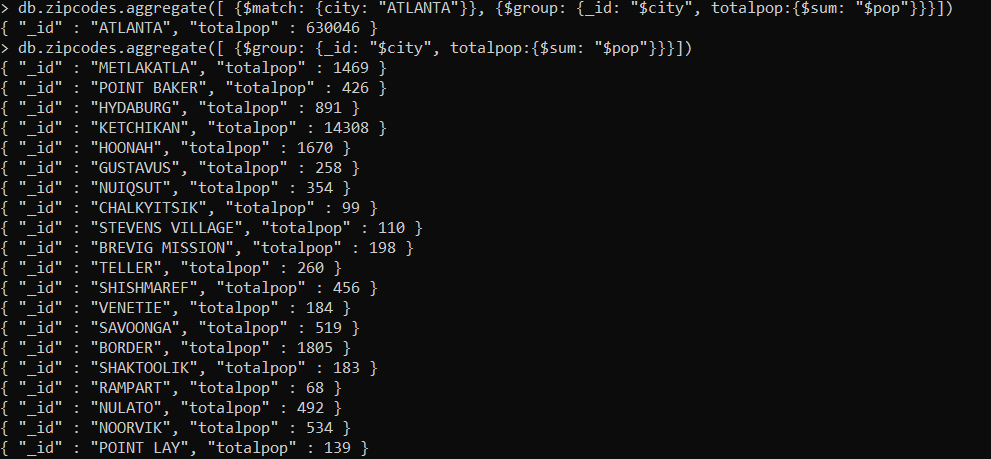 > db.zipcodes.aggregate([ {$match: {city: "ATLANTA"}}, {$group: {_id: "$city", totalpop:{$sum: "$pop"}}}])
{ "_id" : "ATLANTA", "totalpop" : 630046 }
> db.zipcodes.aggregate([ {$group: {_id: "$city", totalpop:{$sum: "$pop"}}}])
{ "_id" : "METLAKATLA", "totalpop" : 1469 }
{ "_id" : "POINT BAKER", "totalpop" : 426 }
{ "_id" : "HYDABURG", "totalpop" : 891 }
{ "_id" : "KETCHIKAN", "totalpop" : 14308 }
{ "_id" : "HOONAH", "totalpop" : 1670 }
{ "_id" : "GUSTAVUS", "totalpop" : 258 }
{ "_id" : "NUIQSUT", "totalpop" : 354 }
{ "_id" : "CHALKYITSIK", "totalpop" : 99 }
{ "_id" : "STEVENS VILLAGE", "totalpop" : 110 }
{ "_id" : "BREVIG MISSION", "totalpop" : 198 }
{ "_id" : "TELLER", "totalpop" : 260 }
{ "_id" : "SHISHMAREF", "totalpop" : 456 }
{ "_id" : "VENETIE", "totalpop" : 184 }
{ "_id" : "SAVOONGA", "totalpop" : 519 }
{ "_id" : "BORDER", "totalpop" : 1805 }
{ "_id" : "SHAKTOOLIK", "totalpop" : 183 }
{ "_id" : "RAMPART", "totalpop" : 68 }
{ "_id" : "NULATO", "totalpop" : 492 }
{ "_id" : "NOORVIK", "totalpop" : 534 }
{ "_id" : "POINT LAY", "totalpop" : 139 }